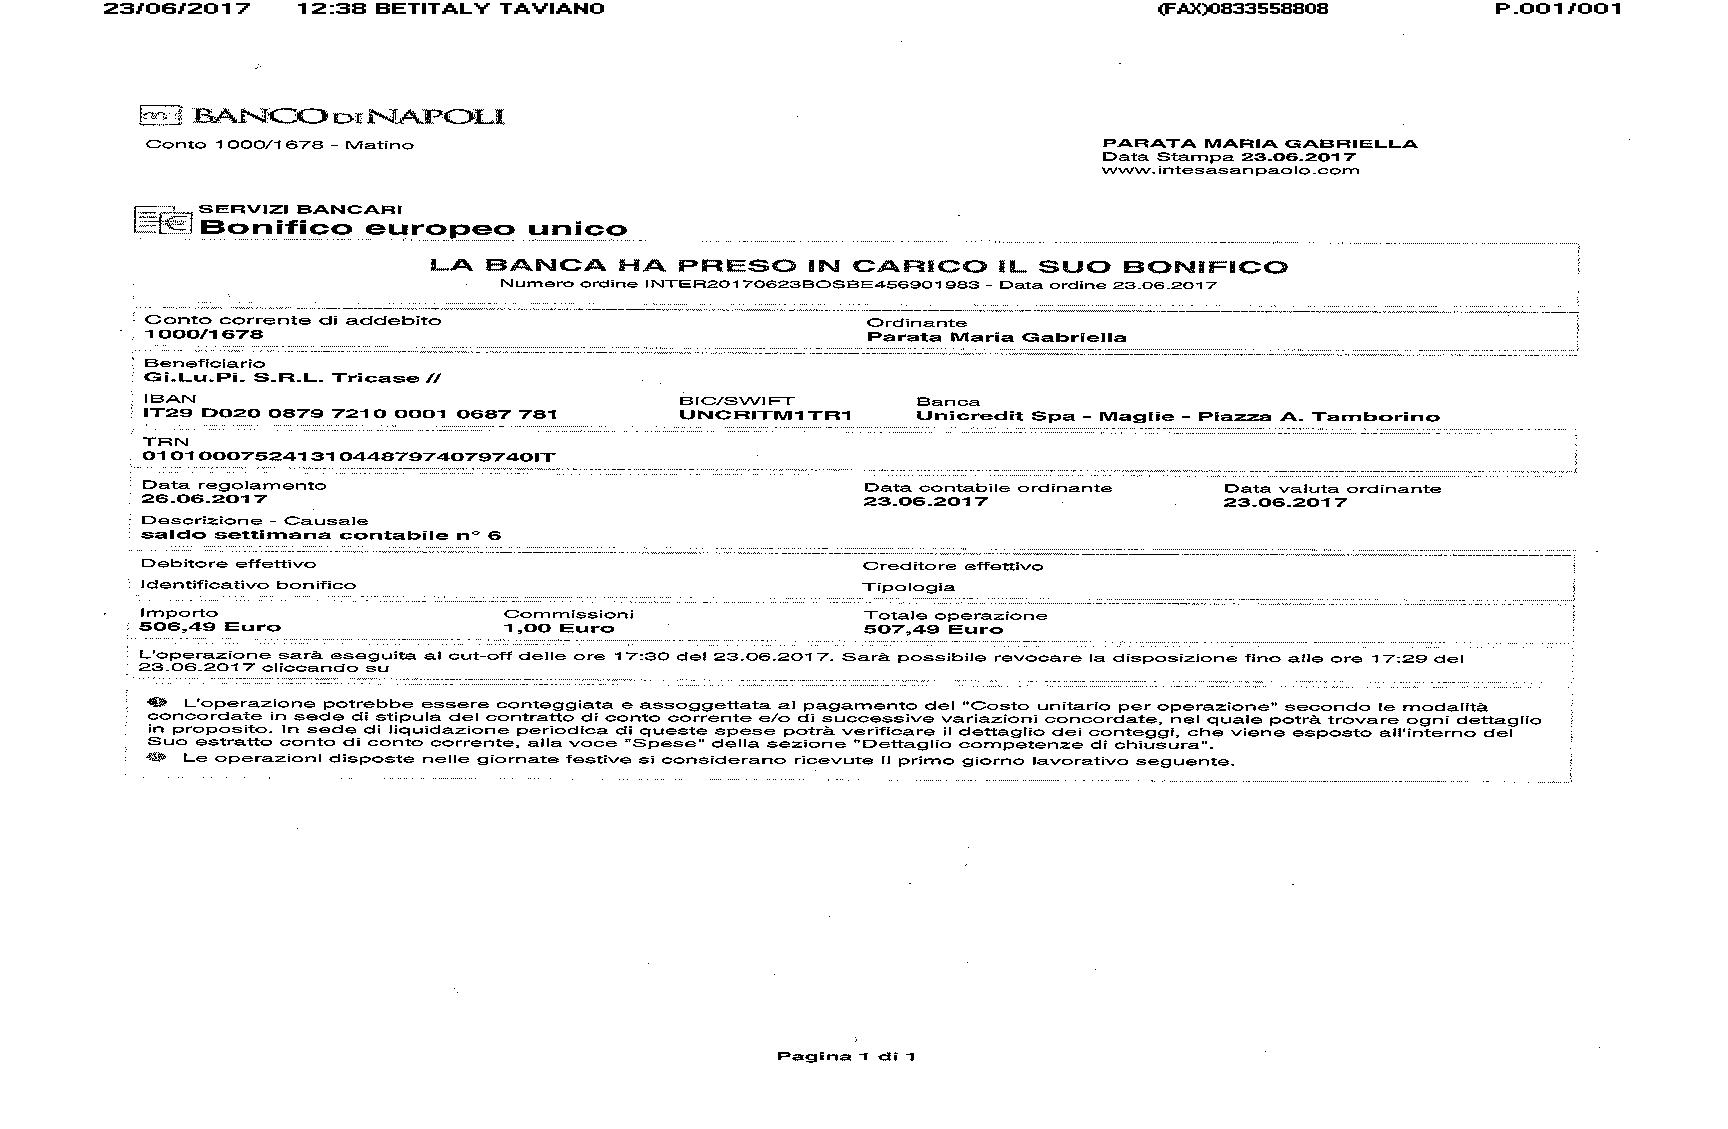 23/06/2017 12:38 BETITALY TAVIANO (FAX)0833558808 P.001/001
BANCO DI NAPOLI
Conto 1000/1678 - Matino
PARATA MARIA GABRIELLA
Data Stampa 23.06.2017
www.intesasanpaolo.com
SERVIZI BANCARI
Bonifico europeo unico
LA BANCA HA PRESO IN CARICO IL SUO BONIFICO
Numero ordine INTER20170623BOSBE456901983 - Data ordine 23.06.2017
Conto corrente di addebito Ordinante
1000/1678 Parata Maria Gabriella
Beneficiario
Gi.Lu.Pi. S.R.L. Tricase //
IBAN BIC/SWIFT Banca
IT29 D020 0879 7210 0001 0687 781 UNCRITM1TR1 Unicredit Spa - Maglie - Piazza A. Tamborino
TRN
0101000752413104487974079740IT
Data regolamento Data contabile ordinante Data valuta ordinante
26.06.2017 23.06.2017 23.06.2017
Descrizione - Causale
saldo settimana contabile n° 6
Debitore effettivo Creditore effettivo
Identificativo bonifico Tipologia
Importo Commissioni Totale operazione
506,49 Euro 1,00 Euro 507,49 Euro
L'operazione sarà eseguita al cut-off delle ore 17:30 del 23.06.2017. Sarà possibile revocare la disposizione fino alle ore 17:29 del
23.06.2017 cliccando su
L'operazione potrebbe essere conteggiata e assoggettata al pagamento del "Costo unitario per operazione" secondo le modalità
concordate in sede di stipula del contratto di conto corrente e/o di successive variazioni concordate, nel quale potrà trovare ogni dettaglio
in proposito. In sede di liquidazione periodica di queste spese potrà verificare il dettaglio dei conteggi, che viene esposto all'interno del
Suo estratto conto di conto corrente, alla voce "Spese" della sezione "Dettaglio competenze di chiusura".
Le operazioni disposte nelle giornate festive si considerano ricevute il primo giorno lavorativo seguente.
Pagina 1 di 1